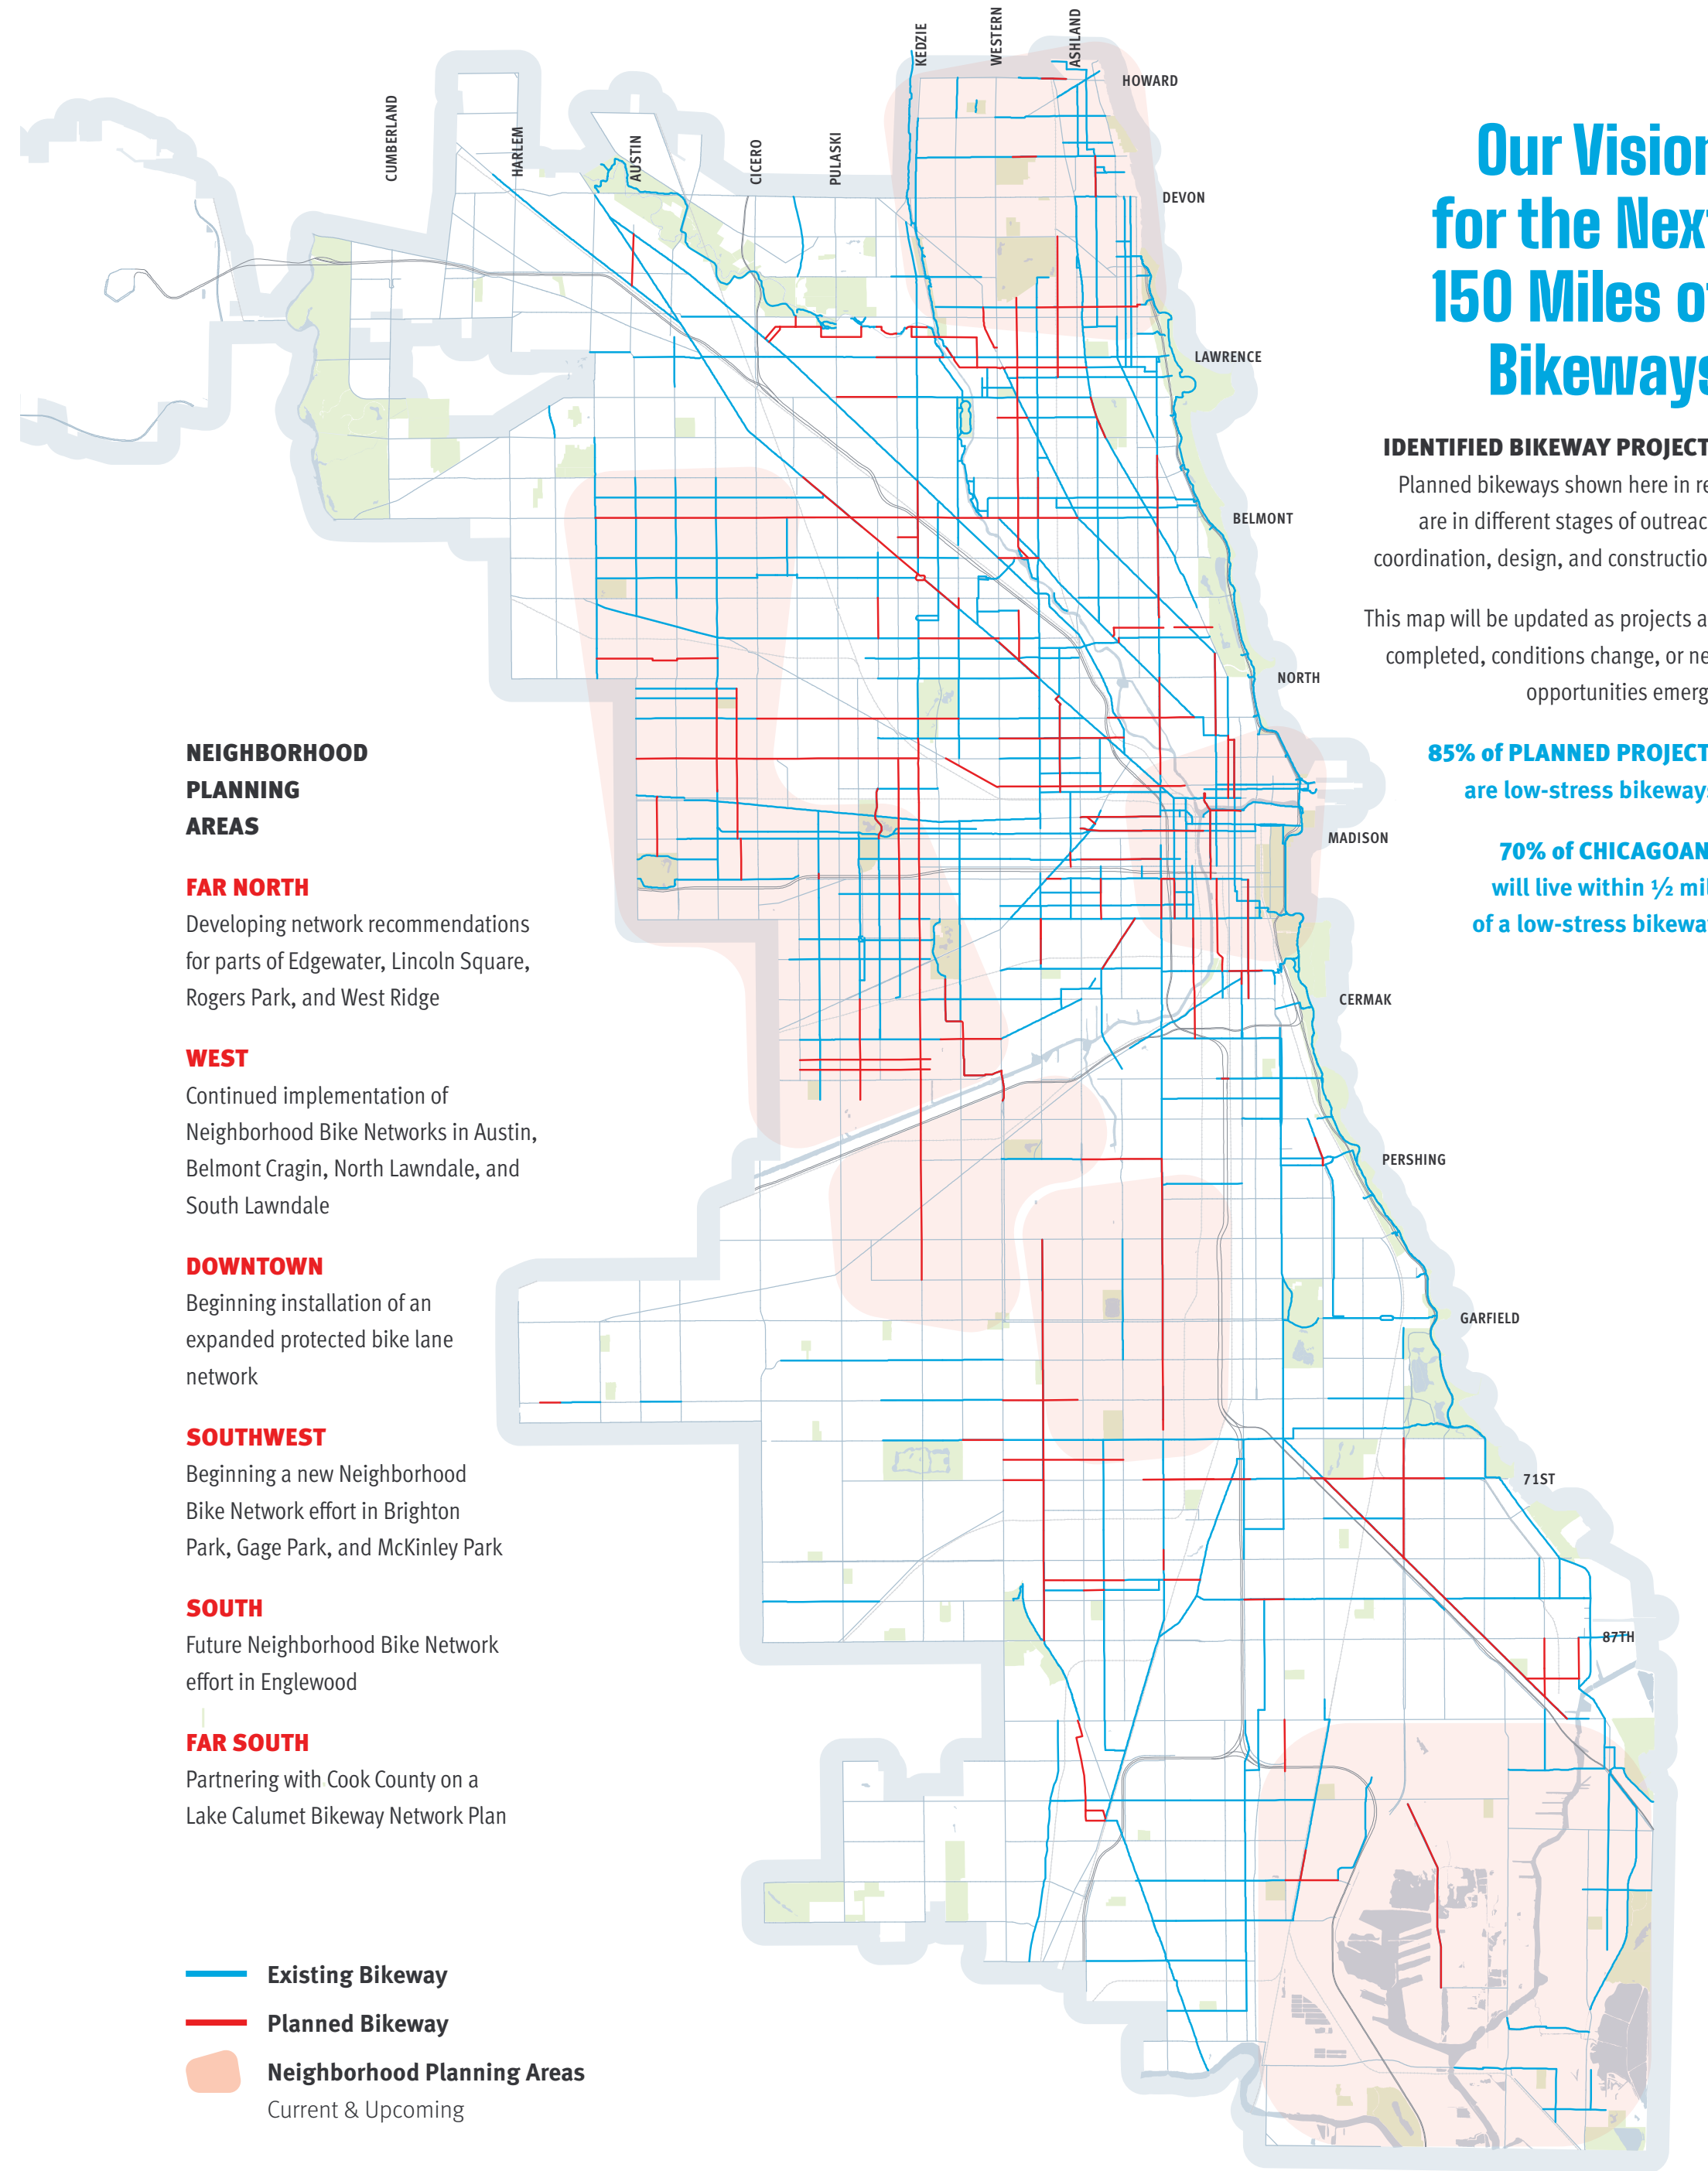 KEDZIE
WESTERN
ASHLAND
HOWARD
CUMBERLAND
HARLEM
AUSTIN
CICERO
PULASKI
DEVON
LAWRENCE
BELMONT
NORTH
MADISON
CERMAK
PERSHING
GARFIELD
71ST
87TH
Our Vision
for the Next
150 Miles of
Bikeways
IDENTIFIED BIKEWAY PROJECT
Planned bikeways shown here in re
are in different stages of outreac
coordination, design, and constructio
This map will be updated as projects a
completed, conditions change, or ne
opportunities emerg
85% of PLANNED PROJECT
are low-stress bikeways
70% of CHICAGOAN
will live within ½ mil
of a low-stress bikewa
NEIGHBORHOOD
PLANNING
AREAS
FAR NORTH
Developing network recommendations
for parts of Edgewater, Lincoln Square,
Rogers Park, and West Ridge
WEST
Continued implementation of
Neighborhood Bike Networks in Austin,
Belmont Cragin, North Lawndale, and
South Lawndale
DOWNTOWN
Beginning installation of an
expanded protected bike lane
network
SOUTHWEST
Beginning a new Neighborhood
Bike Network effort in Brighton
Park, Gage Park, and McKinley Park
SOUTH
Future Neighborhood Bike Network
effort in Englewood
FAR SOUTH
Partnering with Cook County on a
Lake Calumet Bikeway Network Plan
Existing Bikeway
Planned Bikeway
Neighborhood Planning Areas
Current & Upcoming